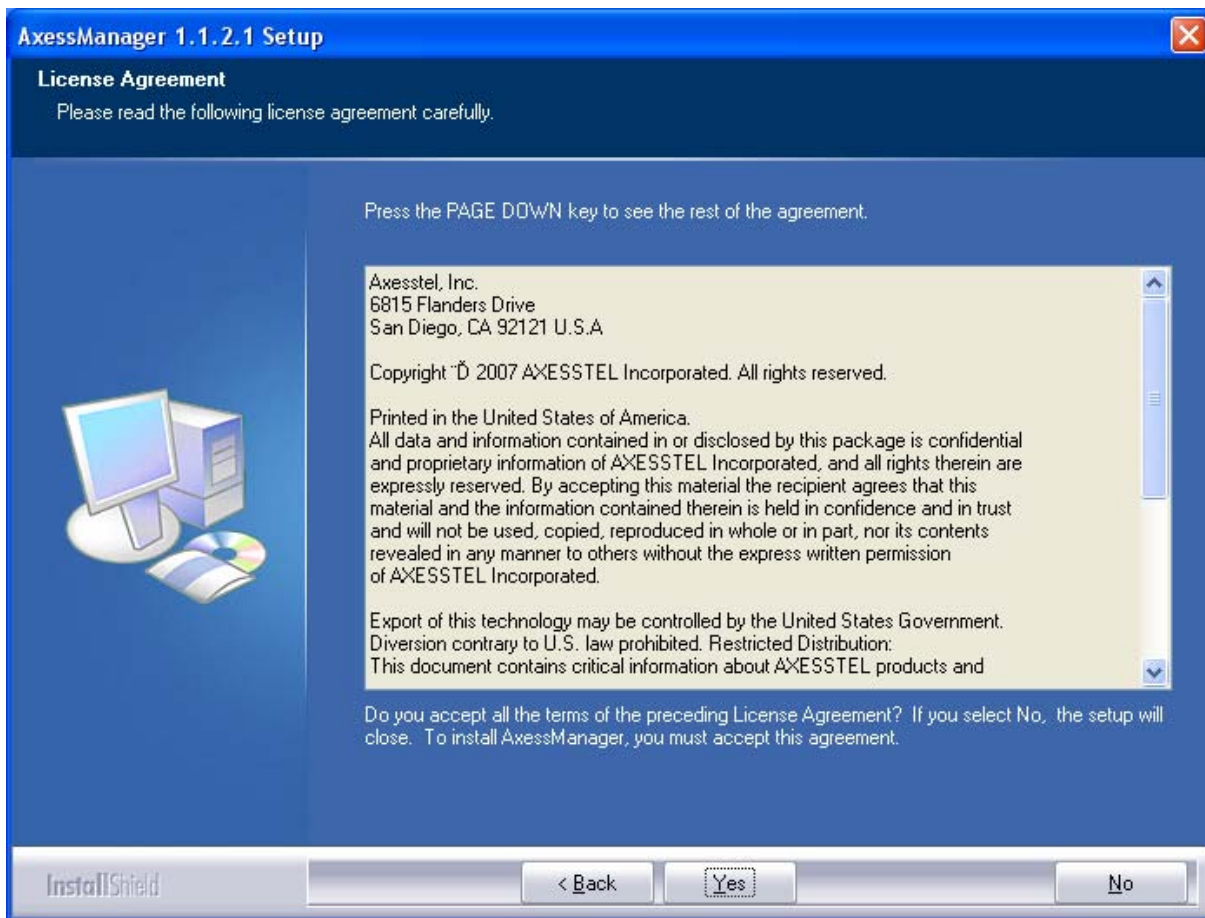 AxessManager 1.1.2.1 Setup
License Agreement
Please read the following license agreement carefully.
Press the PAGE DOWN key to see the rest of the agreement.
Axesstel, Inc.
6815 Flanders Drive
San Diego, CA 92121 U.S.A
Copyright ¨Ď 2007 AXESSTEL Incorporated. All rights reserved.
Printed in the United States of America.
All data and information contained in or disclosed by this package is confidential
and proprietary information of AXESSTEL Incorporated, and all rights therein are
expressly reserved. By accepting this material the recipient agrees that this
material and the information contained therein is held in confidence and in trust
and will not be used, copied, reproduced in whole or in part, nor its contents
revealed in any manner to others without the express written permission
of AXESSTEL Incorporated.
Export of this technology may be controlled by the United States Government.
Diversion contrary to U.S. law prohibited. Restricted Distribution:
This document contains critical information about AXESSTEL products and
Do you accept all the terms of the preceding License Agreement? If you select No, the setup will
close. To install AxessManager, you must accept this agreement.
InstallShield
< Back
Yes
No